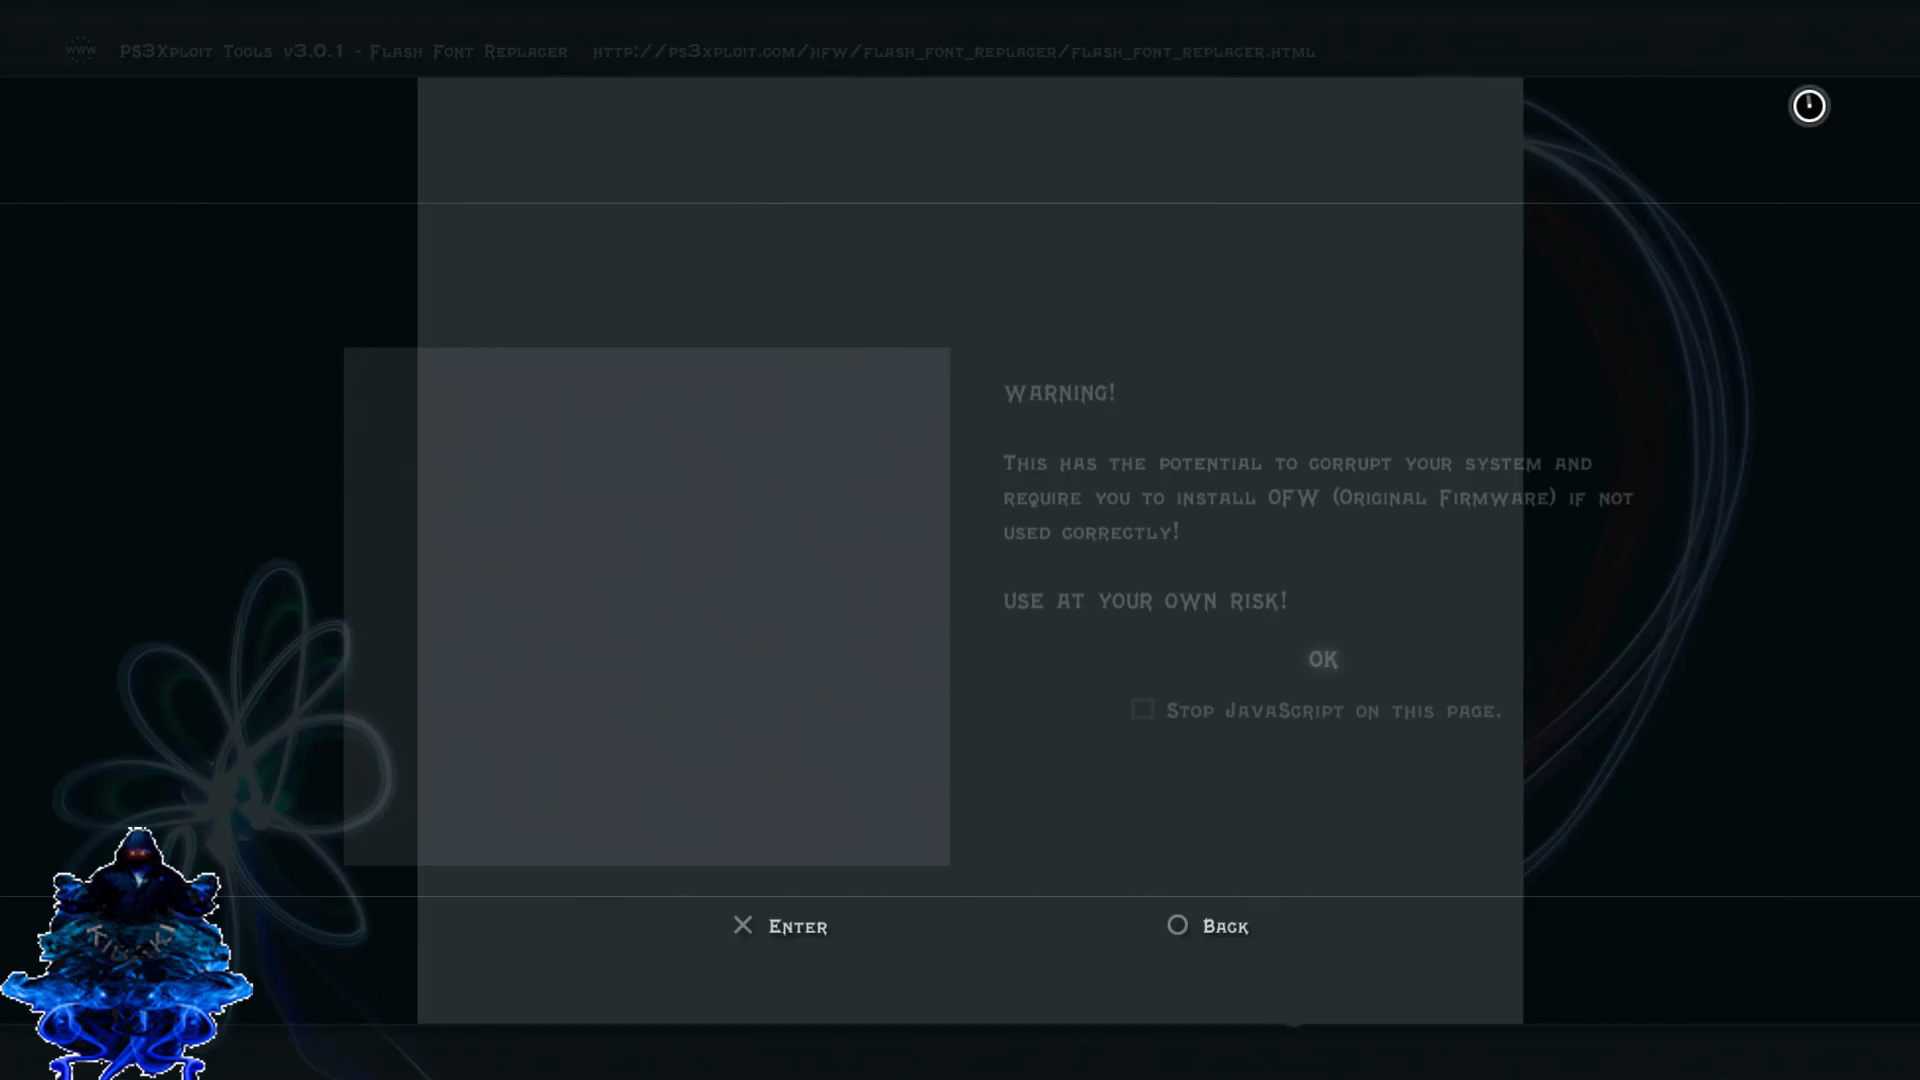 www PS3Xploit Tools v3.0.1 - Flash Font Replacer http://ps3xploit.com/hfw/flash_font_replacer/flash_font_replacer.html
WARNING!
This has the potential to corrupt your system and
require you to install OFW (Original Firmware) if not
used correctly!
USE AT YOUR OWN RISK!
OK
Stop JavaScript on this page.
Enter
Back